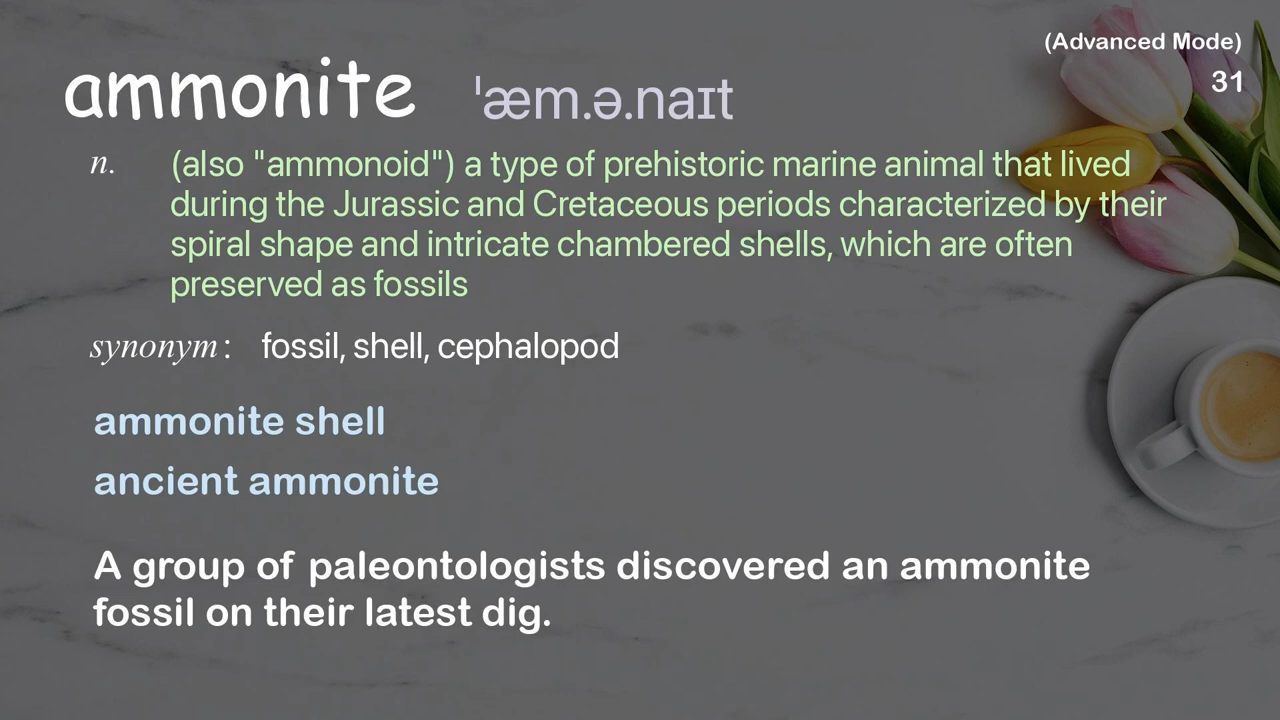 (Advanced Mode)
31
ammonite ˈæm.ə.naɪt
n. (also "ammonoid") a type of prehistoric marine animal that lived
during the Jurassic and Cretaceous periods characterized by their
spiral shape and intricate chambered shells, which are often
preserved as fossils
synonym: fossil, shell, cephalopod
ammonite shell
ancient ammonite
A group of paleontologists discovered an ammonite
fossil on their latest dig.